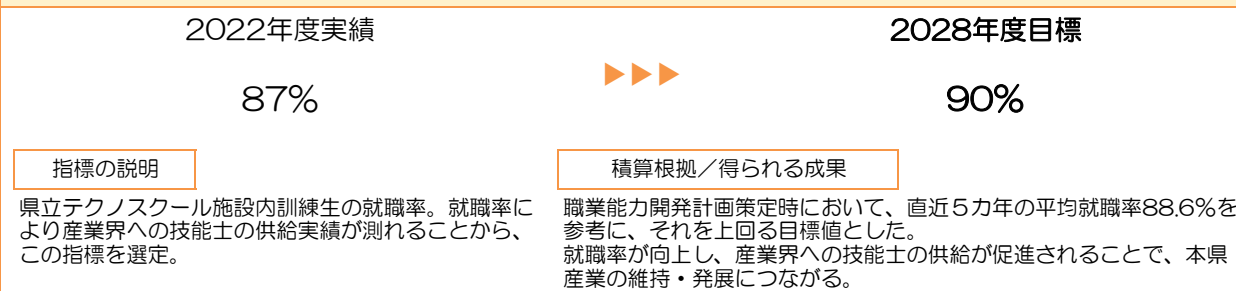 2022年度実績
2028年度目標
87%
▶▶▶
90%
指標の説明
積算根拠/得られる成果
県立テクノスクール施設内訓練生の就職率。就職率に
より産業界への技能士の供給実績が測れることから、
この指標を選定。
職業能力開発計画策定時において、直近5カ年の平均就職率88.6%を
参考に、それを上回る目標値とした。
就職率が向上し、産業界への技能士の供給が促進されることで、本県
産業の維持・発展につながる。